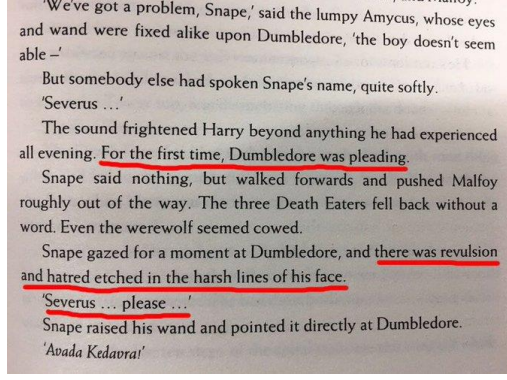 'We've got a problem, Snape,' said the lumpy Amycus, whose eyes
and wand were fixed alike upon Dumbledore, 'the boy doesn't seem
able –'
But somebody else had spoken Snape's name, quite softly.
'Severus ...'
The sound frightened Harry beyond anything he had experienced
all evening. For the first time, Dumbledore was pleading.
Snape said nothing, but walked forwards and pushed Malfoy
roughly out of the way. The three Death Eaters fell back without a
word. Even the werewolf seemed cowed.
Snape gazed for a moment at Dumbledore, and there was revulsion
and hatred etched in the harsh lines of his face.
'Severus ... please ...'
Snape raised his wand and pointed it directly at Dumbledore.
'Avada Kedavra!'